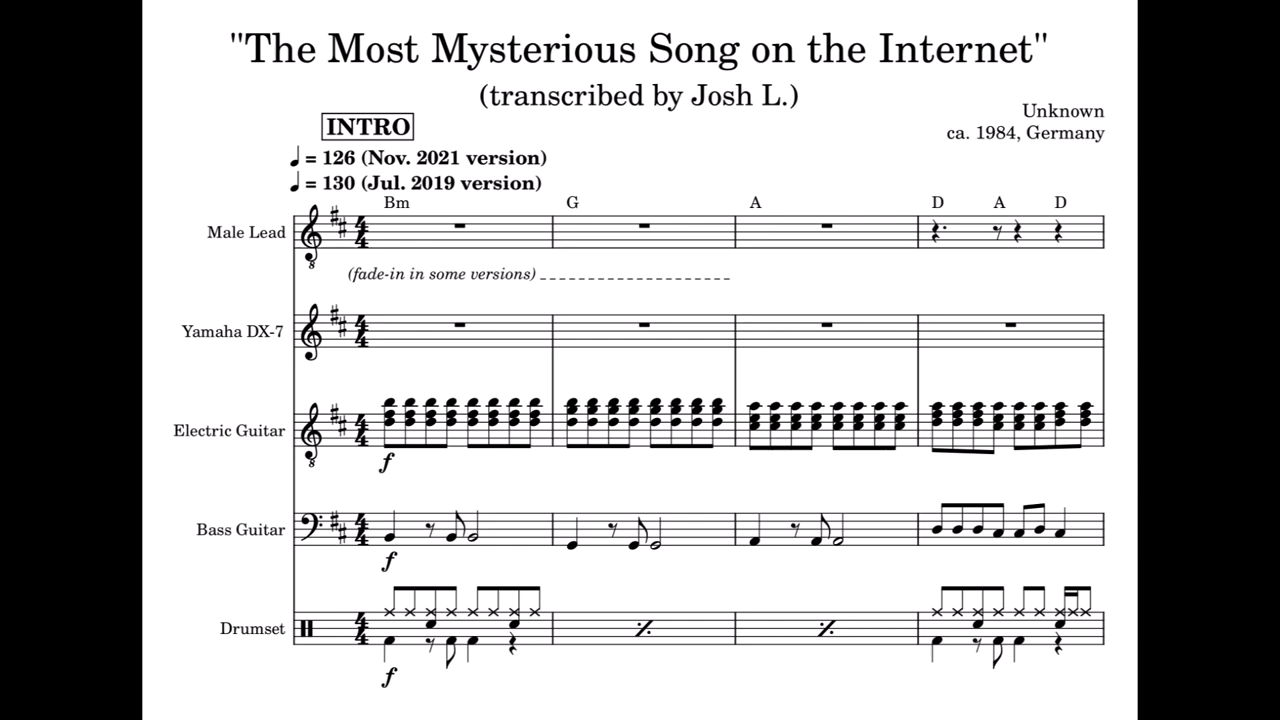 "The Most Mysterious Song on the Internet"
(transcribed by Josh L.)
Unknown
ca. 1984, Germany
INTRO
♩ = 126 (Nov. 2021 version)
♩ = 130 (Jul. 2019 version)
Bm G A D A D
Male Lead
(fade-in in some versions)
Yamaha DX-7
Electric Guitar
f
Bass Guitar
f
Drumset
f